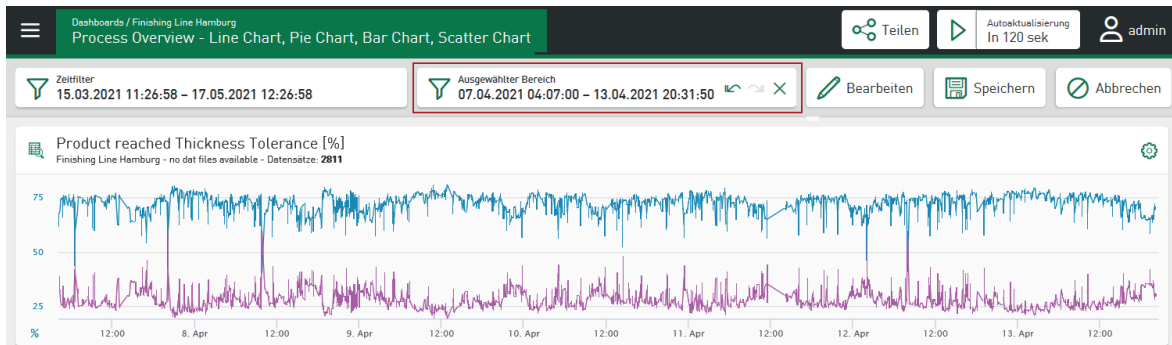 Dashboards / Finishing Line Hamburg
Process Overview - Line Chart, Pie Chart, Bar Chart, Scatter Chart
Teilen
Autoaktualisierung
In 120 sek
admin
Zeitfilter
15.03.2021 11:26:58 – 17.05.2021 12:26:58
Ausgewählter Bereich
07.04.2021 04:07:00 – 13.04.2021 20:31:50
Bearbeiten
Speichern
Abbrechen
Product reached Thickness Tolerance [%]
Finishing Line Hamburg - no dat files available - Datensätze: 2811
75
50
25
%
12:00 8. Apr 12:00 9. Apr 12:00 10. Apr 12:00 11. Apr 12:00 12. Apr 12:00 13. Apr 12:00